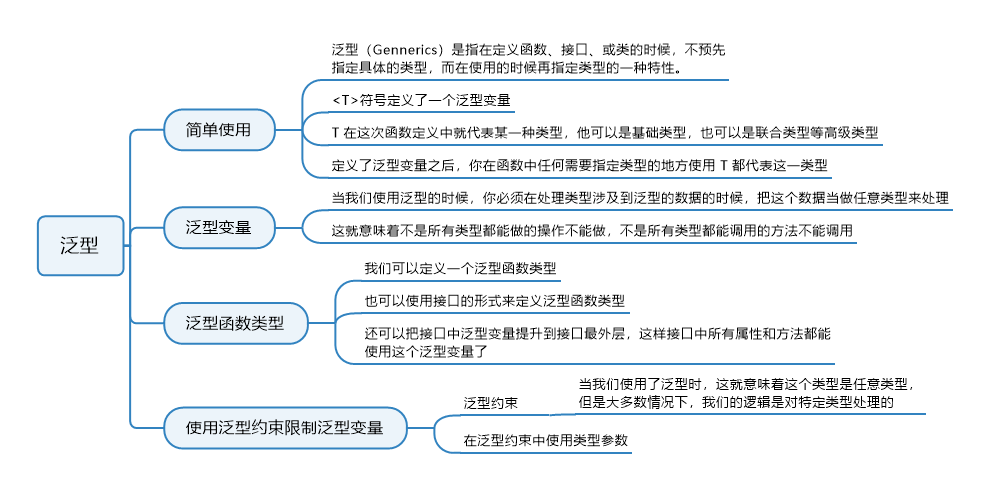 泛型
简单使用
泛型（Gennerics）是指在定义函数、接口、或类的时候，不预先
指定具体的类型，而在使用的时候再指定类型的一种特性。
<T>符号定义了一个泛型变量
T 在这次函数定义中就代表某一种类型，他可以是基础类型，也可以是联合类型等高级类型
定义了泛型变量之后，你在函数中任何需要指定类型的地方使用 T 都代表这一类型
泛型变量
当我们使用泛型的时候，你必须在处理类型涉及到泛型的数据的时候，把这个数据当做任意类型来处理
这就意味着不是所有类型都能做的操作不能做，不是所有类型都能调用的方法不能调用
泛型函数类型
我们可以定义一个泛型函数类型
也可以使用接口的形式来定义泛型函数类型
还可以把接口中泛型变量提升到接口最外层，这样接口中所有属性和方法都能
使用这个泛型变量了
使用泛型约束限制泛型变量
泛型约束
当我们使用了泛型时，这就意味着这个类型是任意类型，
但是大多数情况下，我们的逻辑是对特定类型处理的
在泛型约束中使用类型参数